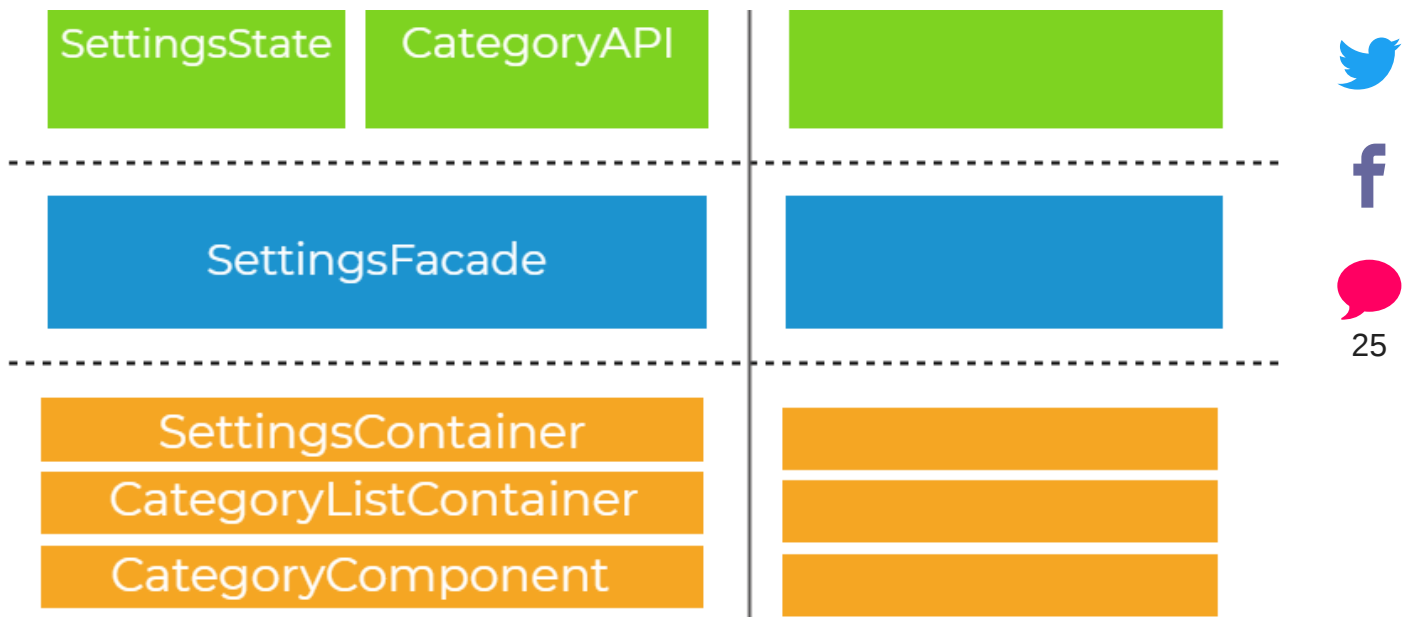 SettingsState
CategoryAPI
SettingsFacade
25
SettingsContainer
CategoryListContainer
CategoryComponent